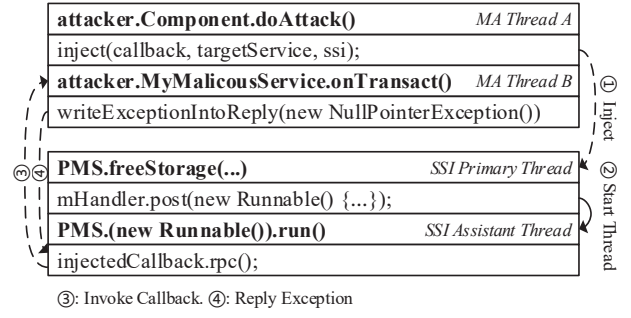 attacker.Component.doAttack() MA Thread A
inject(callback, targetService, ssi);
attacker.MyMalicousService.onTransact() MA Thread B
writeExceptionIntoReply(new NullPointerException())
① Inject
② Start Thread
③
④
PMS.freeStorage(...) SSI Primary Thread
mHandler.post(new Runnable() {...});
PMS.(new Runnable()).run() SSI Assistant Thread
injectedCallback.rpc();
③: Invoke Callback. ④: Reply Exception